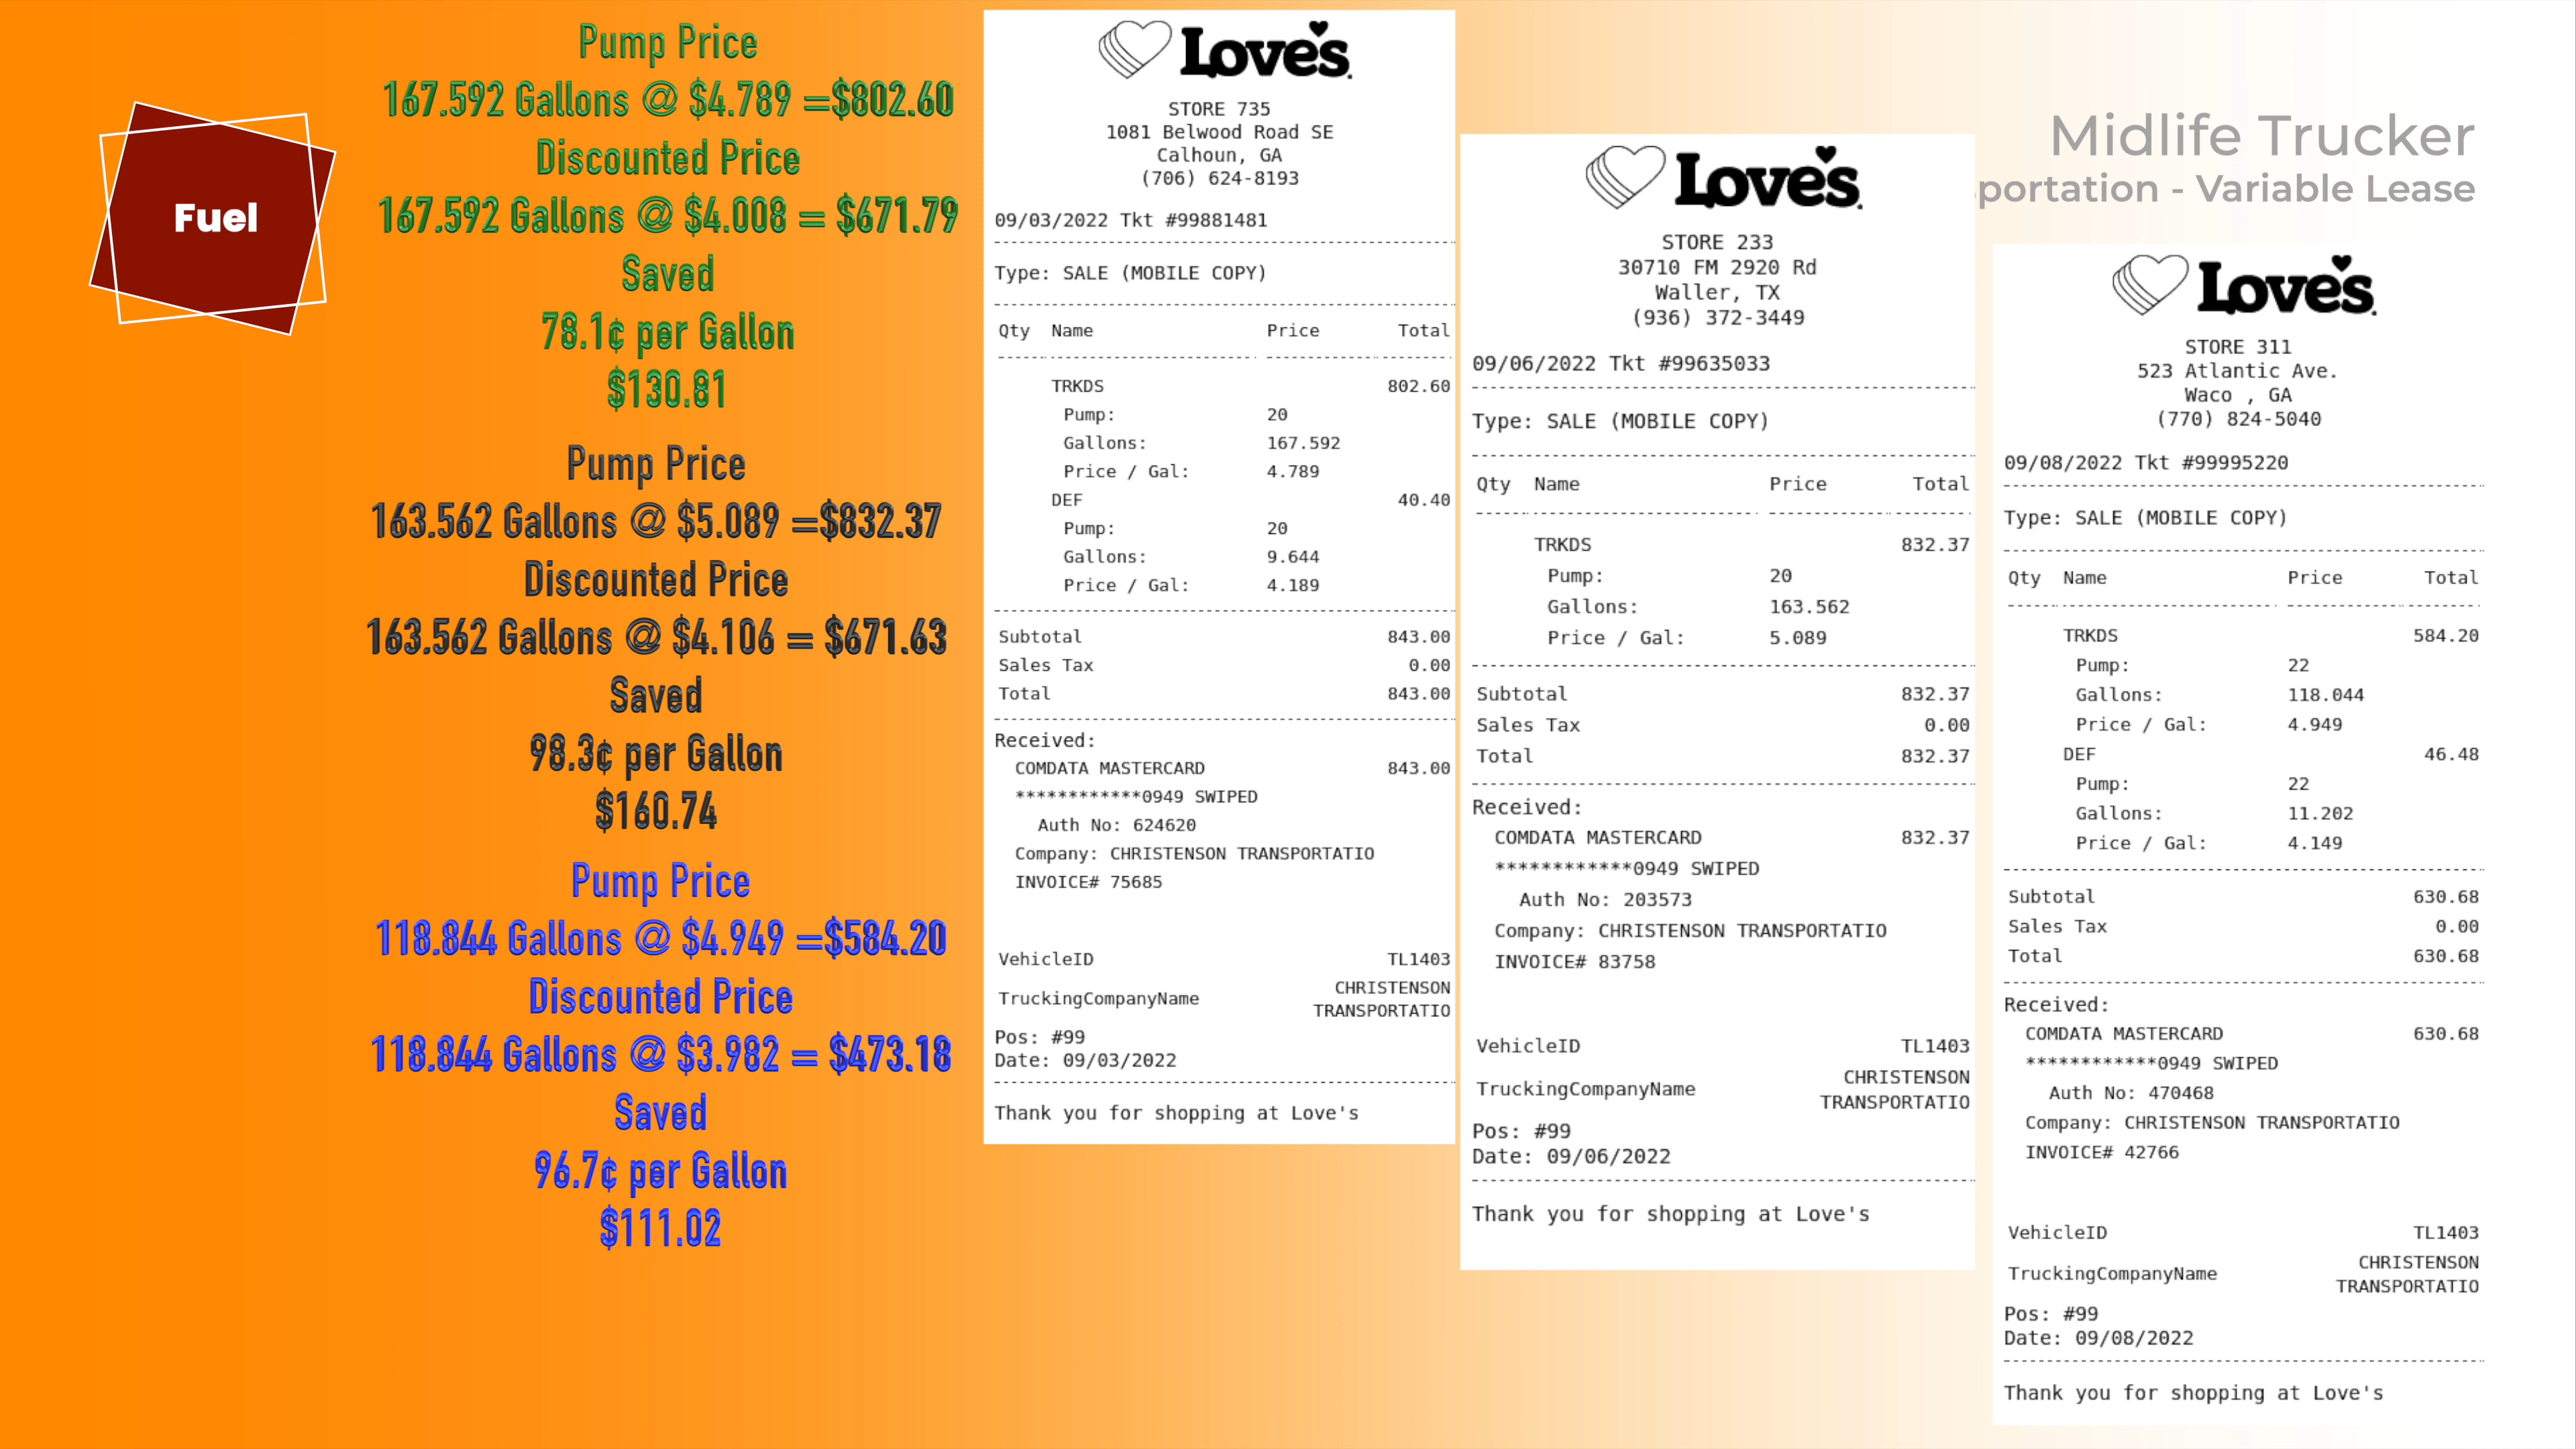 Fuel
Pump Price
167.592 Gallons @ $4.789 =$802.60
Discounted Price
167.592 Gallons @ $4.008 = $671.79
Saved
78.1¢ per Gallon
$130.81
Pump Price
163.562 Gallons @ $5.089 =$832.37
Discounted Price
163.562 Gallons @ $4.106 = $671.63
Saved
98.3¢ per Gallon
$160.74
Pump Price
118.844 Gallons @ $4.949 =$584.20
Discounted Price
118.844 Gallons @ $3.982 = $473.18
Saved
96.7¢ per Gallon
$111.02
Love's
STORE 735
1081 Belwood Road SE
Calhoun, GA
(706) 624-8193
09/03/2022 Tkt #99881481
Type: SALE (MOBILE COPY)
Qty Name Price Total
TRKDS 802.60
Pump: 20
Gallons: 167.592
Price / Gal: 4.789
DEF 40.40
Pump: 20
Gallons: 9.644
Price / Gal: 4.189
Subtotal 843.00
Sales Tax 0.00
Total 843.00
Received:
COMDATA MASTERCARD 843.00
************0949 SWIPED
Auth No: 624620
Company: CHRISTENSON TRANSPORTATIO
INVOICE# 75685
VehicleID TL1403
TruckingCompanyName CHRISTENSON
TRANSPORTATIO
Pos: #99
Date: 09/03/2022
Thank you for shopping at Love's
Love's
STORE 233
30710 FM 2920 Rd
Waller, TX
(936) 372-3449
09/06/2022 Tkt #99635033
Type: SALE (MOBILE COPY)
Qty Name Price Total
TRKDS 832.37
Pump: 20
Gallons: 163.562
Price / Gal: 5.089
Subtotal 832.37
Sales Tax 0.00
Total 832.37
Received:
COMDATA MASTERCARD 832.37
************0949 SWIPED
Auth No: 203573
Company: CHRISTENSON TRANSPORTATIO
INVOICE# 83758
VehicleID TL1403
TruckingCompanyName CHRISTENSON
TRANSPORTATIO
Pos: #99
Date: 09/06/2022
Thank you for shopping at Love's
Midlife Trucker
portation - Variable Lease
Love's
STORE 311
523 Atlantic Ave.
Waco , GA
(770) 824-5040
09/08/2022 Tkt #99995220
Type: SALE (MOBILE COPY)
Qty Name Price Total
TRKDS 584.20
Pump: 22
Gallons: 118.044
Price / Gal: 4.949
DEF 46.48
Pump: 22
Gallons: 11.202
Price / Gal: 4.149
Subtotal 630.68
Sales Tax 0.00
Total 630.68
Received:
COMDATA MASTERCARD 630.68
************0949 SWIPED
Auth No: 470468
Company: CHRISTENSON TRANSPORTATIO
INVOICE# 42766
VehicleID TL1403
TruckingCompanyName CHRISTENSON
TRANSPORTATIO
Pos: #99
Date: 09/08/2022
Thank you for shopping at Love's